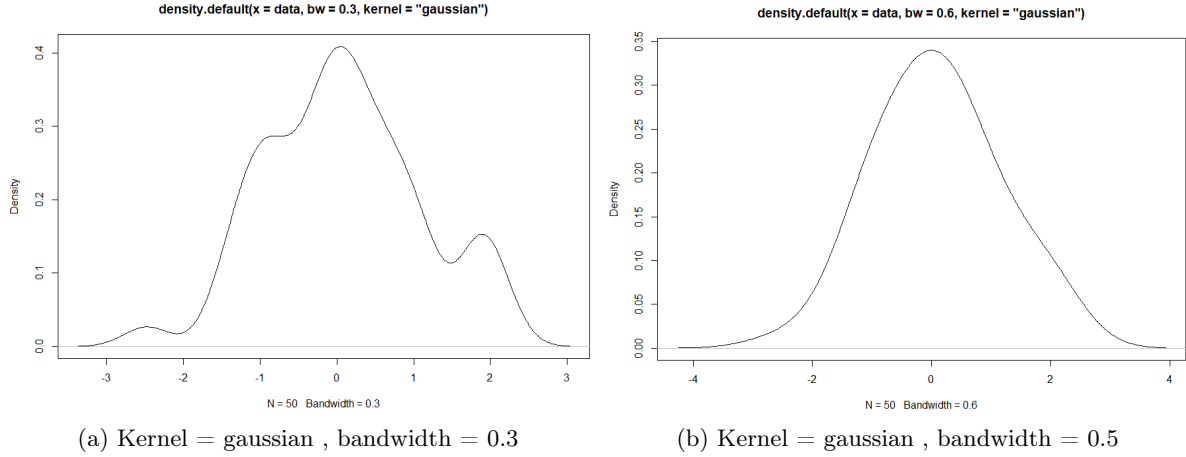 density.default(x = data, bw = 0.3, kernel = "gaussian")
Density
0.4
0.3
0.2
0.1
0.0
-3 -2 -1 0 1 2 3
N = 50 Bandwidth = 0.3
(a) Kernel = gaussian , bandwidth = 0.3
density.default(x = data, bw = 0.6, kernel = "gaussian")
Density
0.35
0.30
0.25
0.20
0.15
0.10
0.05
0.00
-4 -2 0 2 4
N = 50 Bandwidth = 0.6
(b) Kernel = gaussian , bandwidth = 0.5